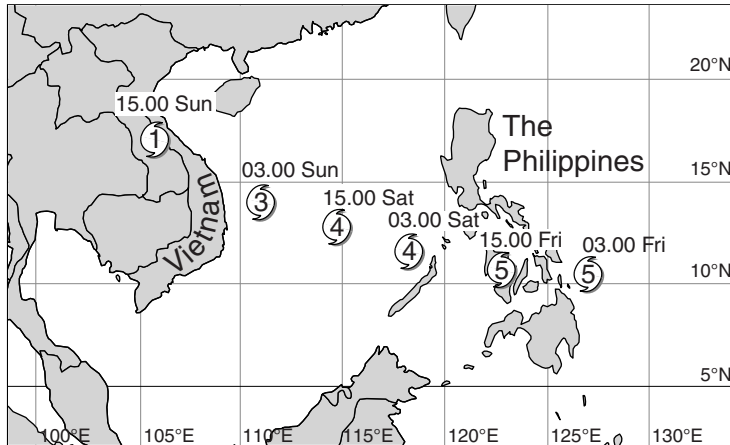 20°N
15.00 Sun
The
Philippines
1
03.00 Sun
15°N
3
15.00 Sat
Vietnam
4
03.00 Sat
4
15.00 Fri
03.00 Fri
5
5
10°N
5°N
100°E
105°E
110°E
115°E
120°E
125°E
130°E